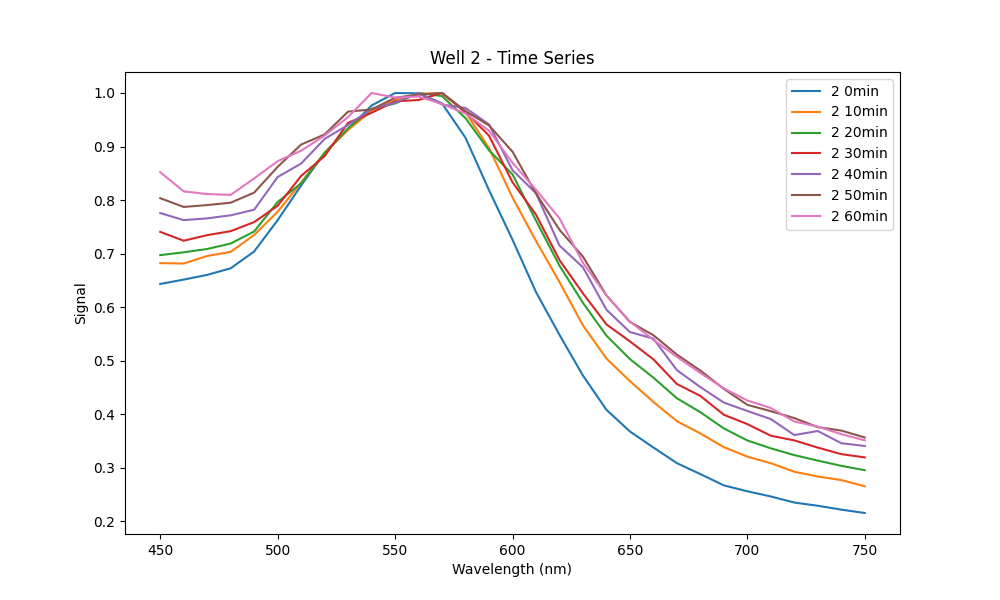 Well 2 - Time Series
Signal
1.0
0.9
0.8
0.7
0.6
0.5
0.4
0.3
0.2
2 0min
2 10min
2 20min
2 30min
2 40min
2 50min
2 60min
450 500 550 600 650 700 750
Wavelength (nm)